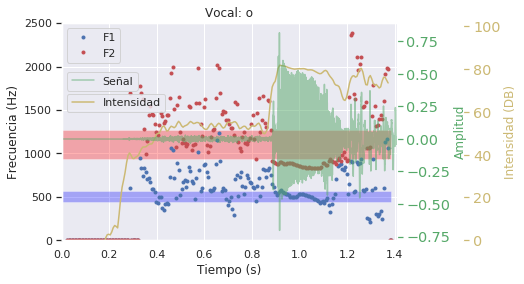 Vocal: o
F1
F2
Señal
Intensidad
Frecuencia (Hz)
2500
2000
1500
1000
500
0
0.0 0.2 0.4 0.6 0.8 1.0 1.2 1.4
Tiempo (s)
0.75
0.50
0.25
0.00
−0.25
−0.50
−0.75
Amplitud
100
80
60
40
20
0
Intensidad (DB)